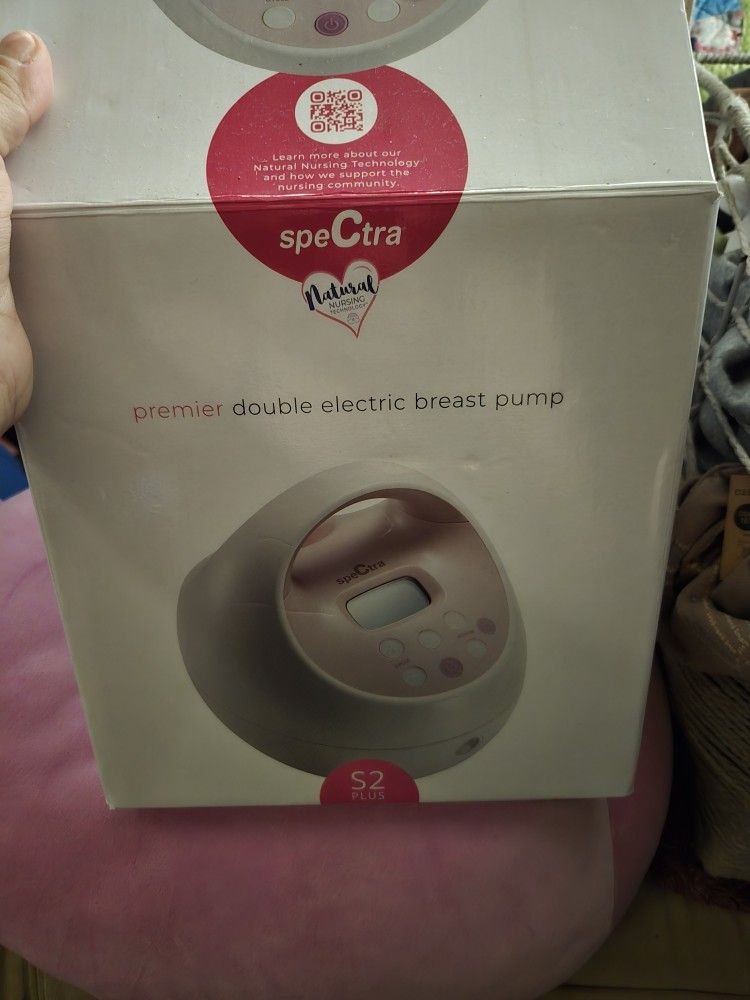 Learn more about our
Natural Nursing Technology
and how we support the
nursing community.
speCtra
Natural
NURSING
TECHNOLOGY
premier double electric breast pump
speCtra
S2
PLUS